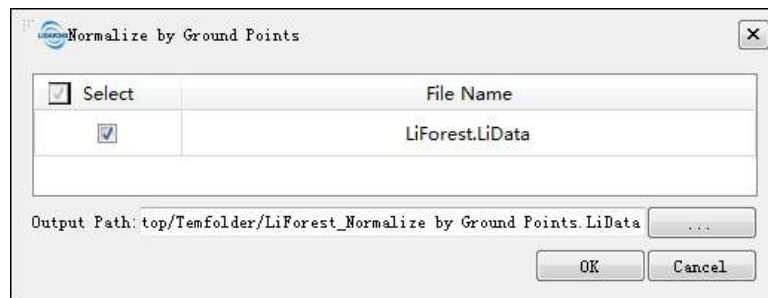 Normalize by Ground Points
Select File Name
LiForest.LiData
Output Path: top/Temfolder/LiForest_Normalize by Ground Points.LiData ...
OK Cancel